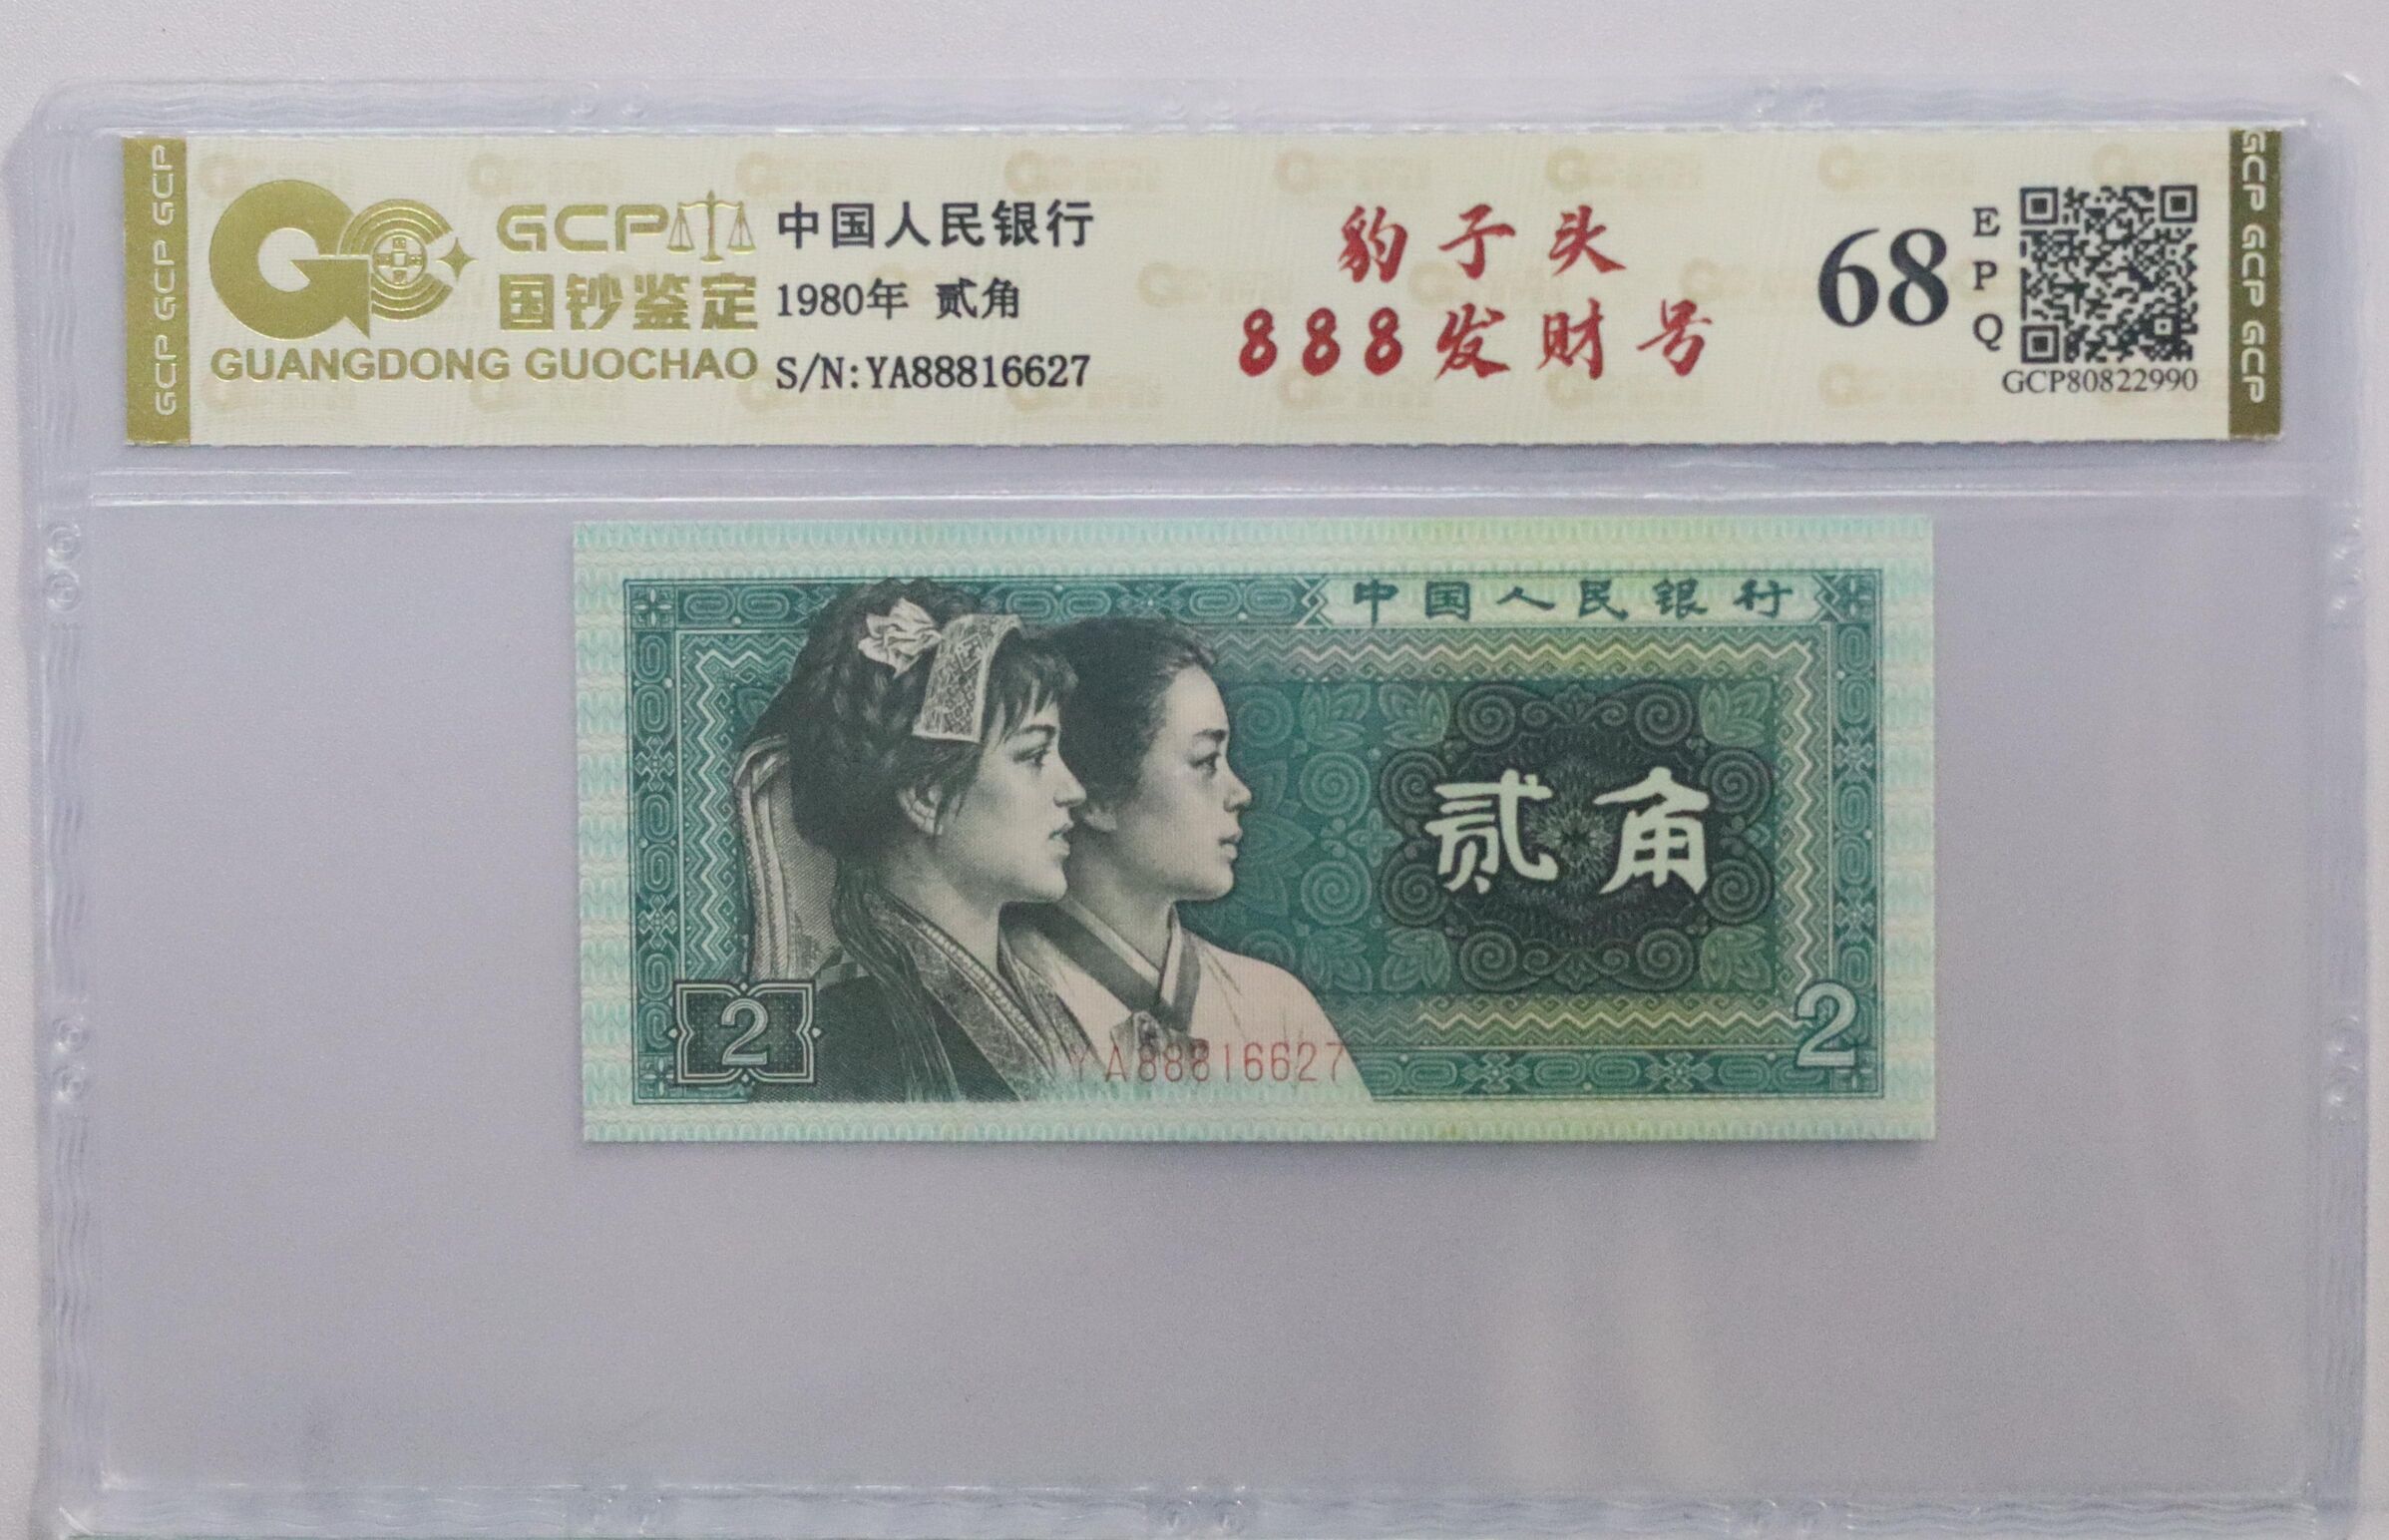 GCP GCP GCP
GCP
国钞鉴定
GUANGDONG GUOCHAO
中国人民银行
1980年 贰角
S/N:YA88816627
豹子头
888发财号
68
EPQ
GCP80822990
GCP GCP GCP
中国人民银行
贰角
2
2
YA88816627